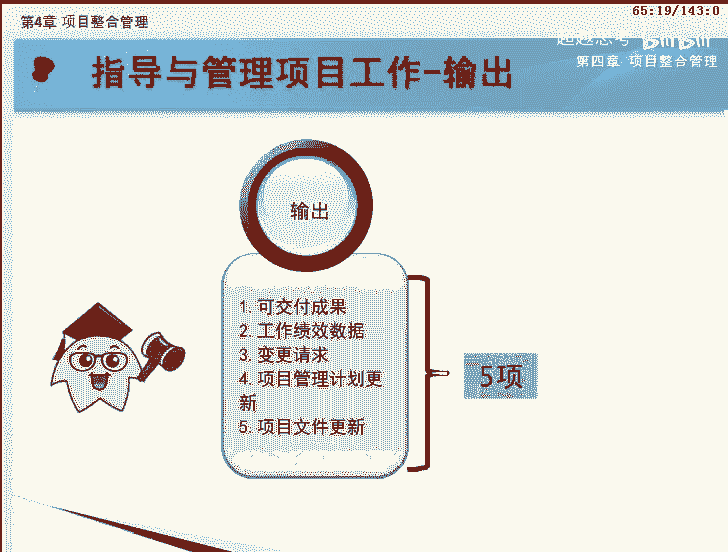 65:19/143:0
第4章 项目整合管理
bilibili
第四章 项目整合管理
指导与管理项目工作-输出
输出
1.可交付成果
2.工作绩效数据
3.变更请求
4.项目管理计划更
新
5.项目文件更新
5项